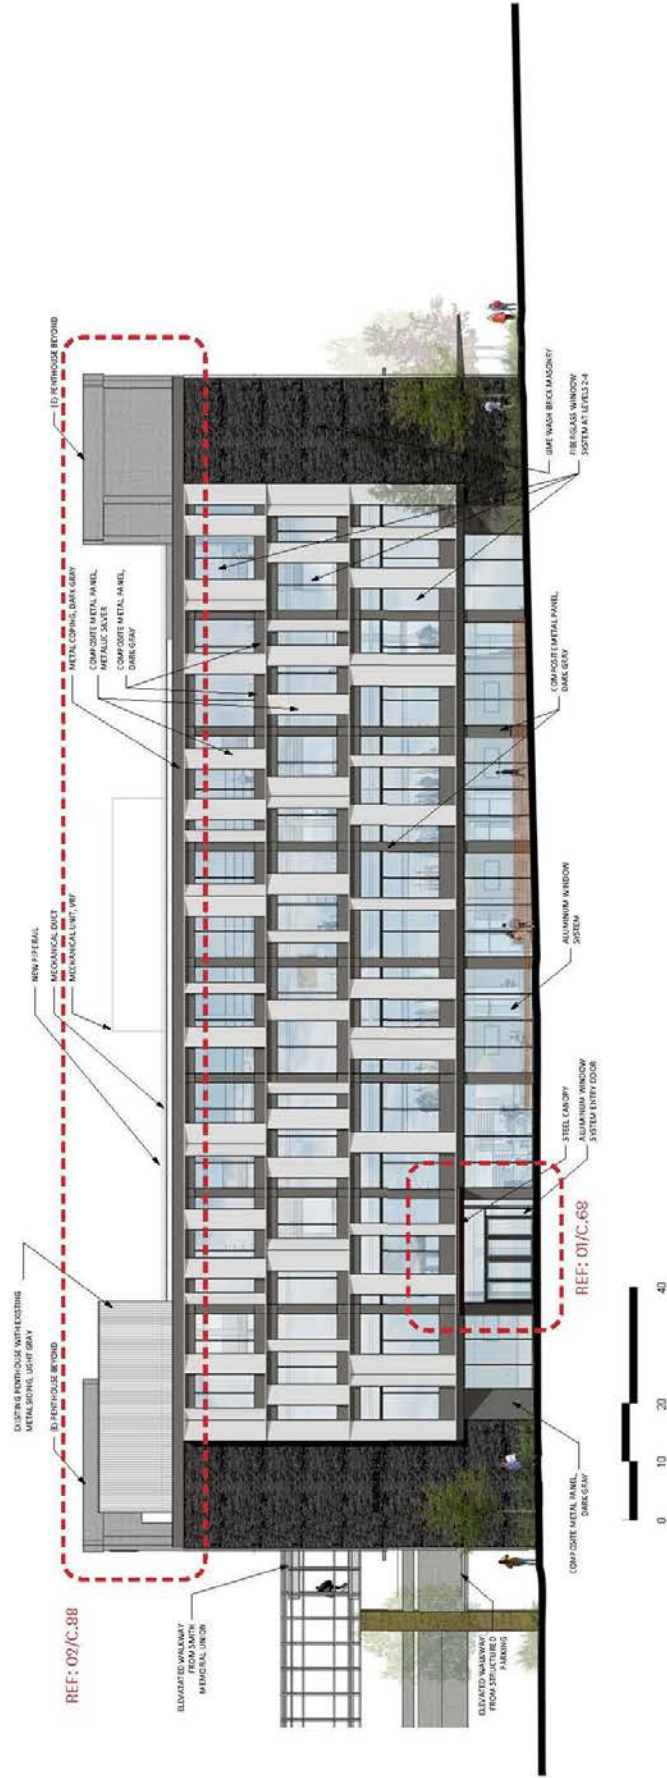 REF: 02/C.88
EXISTING PENTHOUSE WITH EXISTING
METAL SIDING, LIGHT GRAY
(E) PENTHOUSE BEYOND
NEW PIPERAIL
MECHANICAL DUCT
MECHANICAL UNIT, VRF
METAL COPING, DARK GRAY
COMPOSITE METAL PANEL,
METALLIC SILVER
COMPOSITE METAL PANEL,
DARK GRAY
(E) PENTHOUSE BEYOND
ELEVATED WALKWAY
FROM SMITH
MEMORIAL UNION
ELEVATED WALKWAY
FROM STRUCTURED
PARKING
COMPOSITE METAL PANEL,
DARK GRAY
STEEL CANOPY
ALUMINUM WINDOW
SYSTEM ENTRY DOOR
REF: 01/C.68
ALUMINUM WINDOW
SYSTEM
COMPOSITE METAL PANEL,
DARK GRAY
LIME WASH BRICK MASONRY
FIBERGLASS WINDOW
SYSTEM AT LEVELS 2-4
0 10 20 40